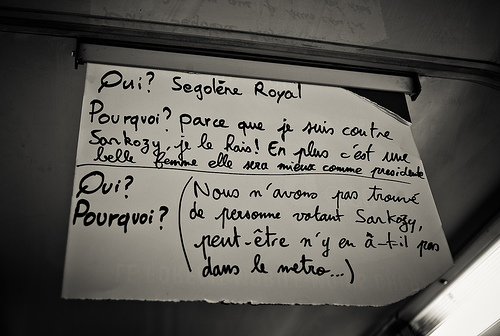 Qui? Segolène Royal
Pourquoi? parce que je suis contre
Sarkozy, je le hais! En plus c'est une
belle femme elle sera mieux comme presidente
Qui?
Pourquoi?
(Nous n'avons pas trouvé
de personne votant Sarkozy,
peut-être n'y en à-t-il pas
dans le metro...)